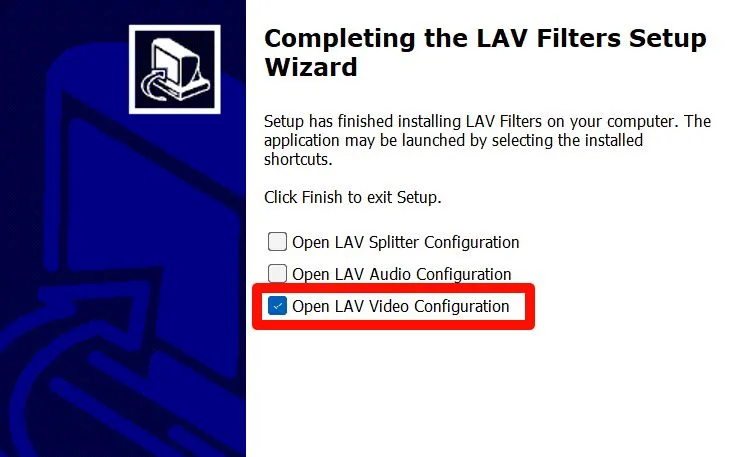 Completing the LAV Filters Setup
Wizard
Setup has finished installing LAV Filters on your computer. The
application may be launched by selecting the installed
shortcuts.
Click Finish to exit Setup.
Open LAV Splitter Configuration
Open LAV Audio Configuration
Open LAV Video Configuration